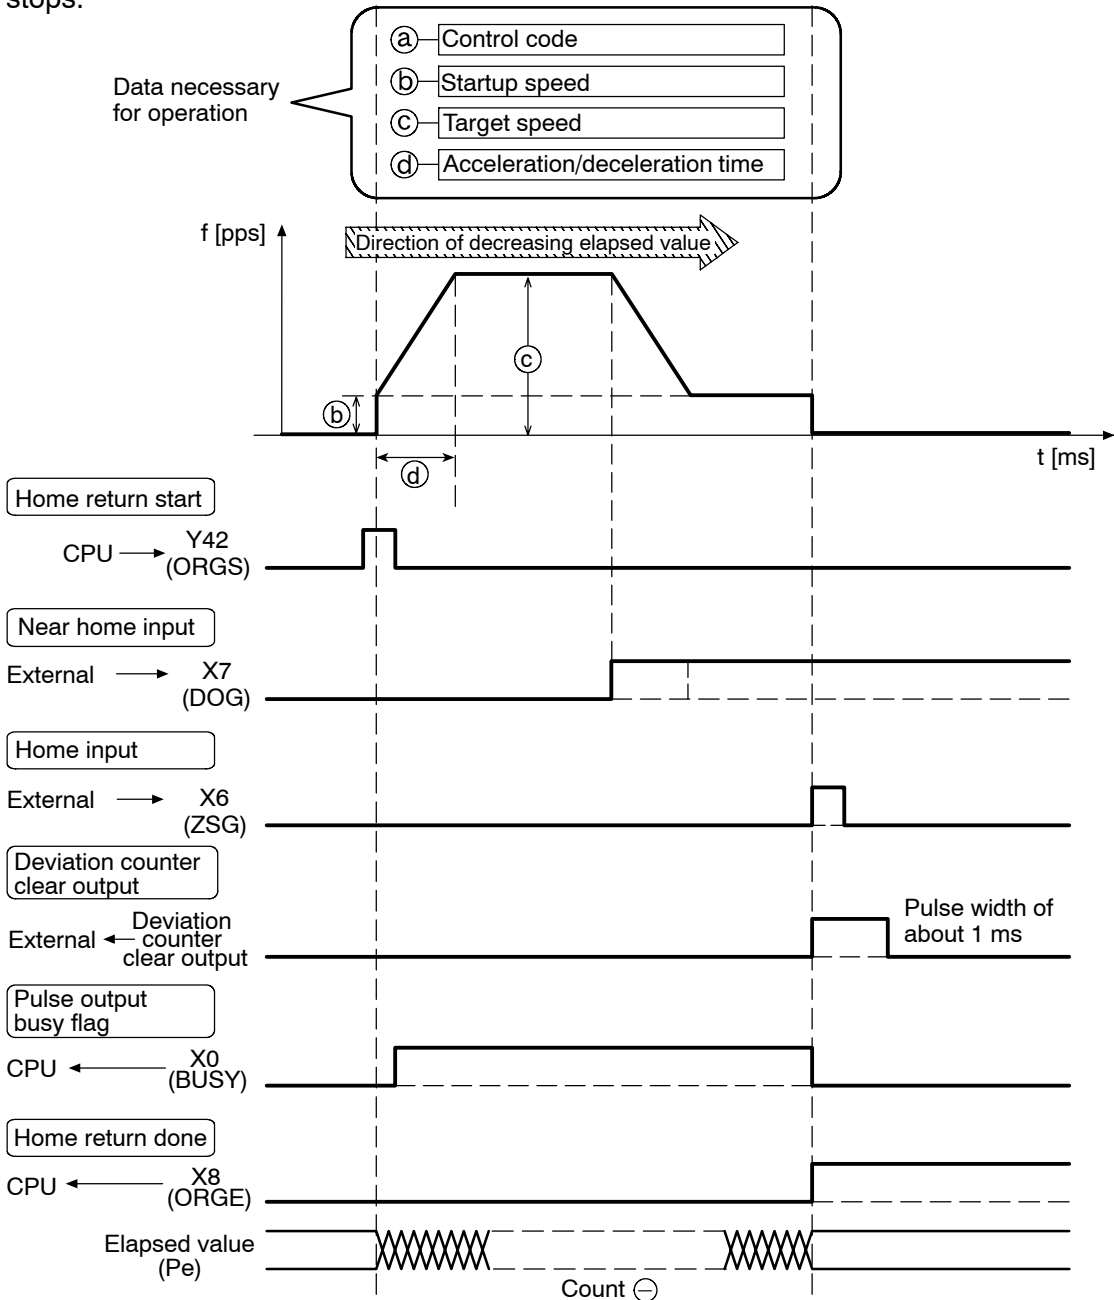 stops.
ⓐ Control code
ⓑ Startup speed
ⓒ Target speed
ⓓ Acceleration/deceleration time
Data necessary
for operation
f [pps]
Direction of decreasing elapsed value
ⓒ
ⓑ
ⓓ
t [ms]
Home return start
CPU Y42
(ORGS)
Near home input
External X7
(DOG)
Home input
External X6
(ZSG)
Deviation counter
clear output
External Deviation
counter
clear output
Pulse width of
about 1 ms
Pulse output
busy flag
CPU X0
(BUSY)
Home return done
CPU X8
(ORGE)
Elapsed value
(Pe)
Count ⊖